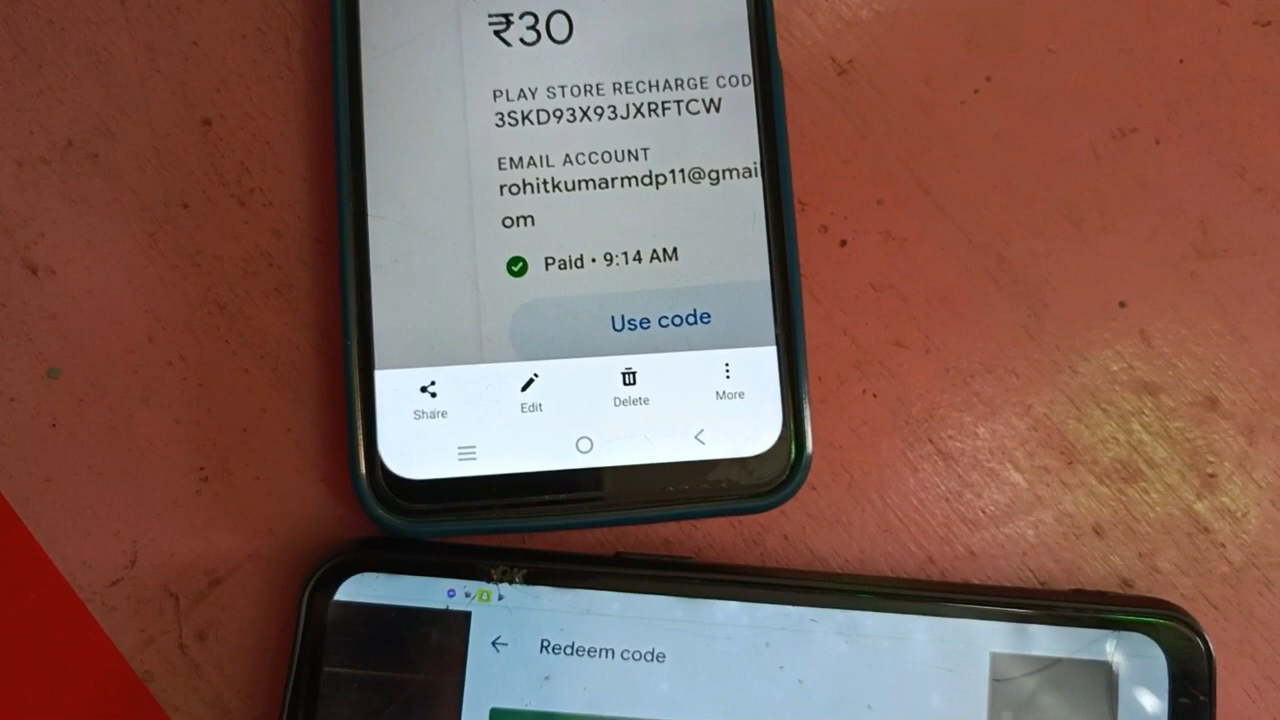 ₹30
PLAY STORE RECHARGE COD
3SKD93X93JXRFTCW
EMAIL ACCOUNT
rohitkumarmdp11@gmai
om
Paid • 9:14 AM
Use code
Share Edit Delete More
Redeem code